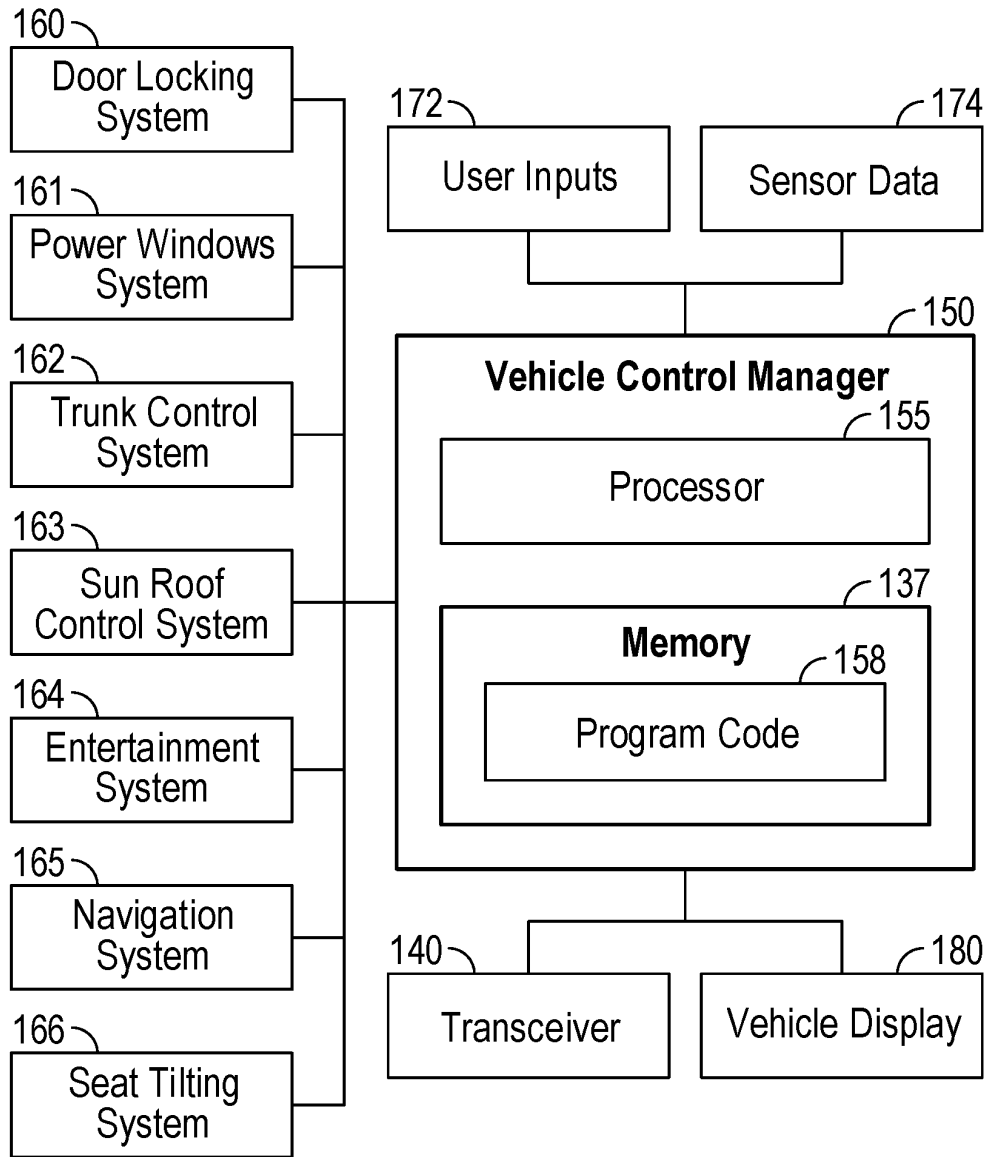 160
Door Locking
System
161
Power Windows
System
162
Trunk Control
System
163
Sun Roof
Control System
164
Entertainment
System
165
Navigation
System
166
Seat Tilting
System
172
User Inputs
174
Sensor Data
150
Vehicle Control Manager
155
Processor
137
Memory
158
Program Code
140
Transceiver
180
Vehicle Display